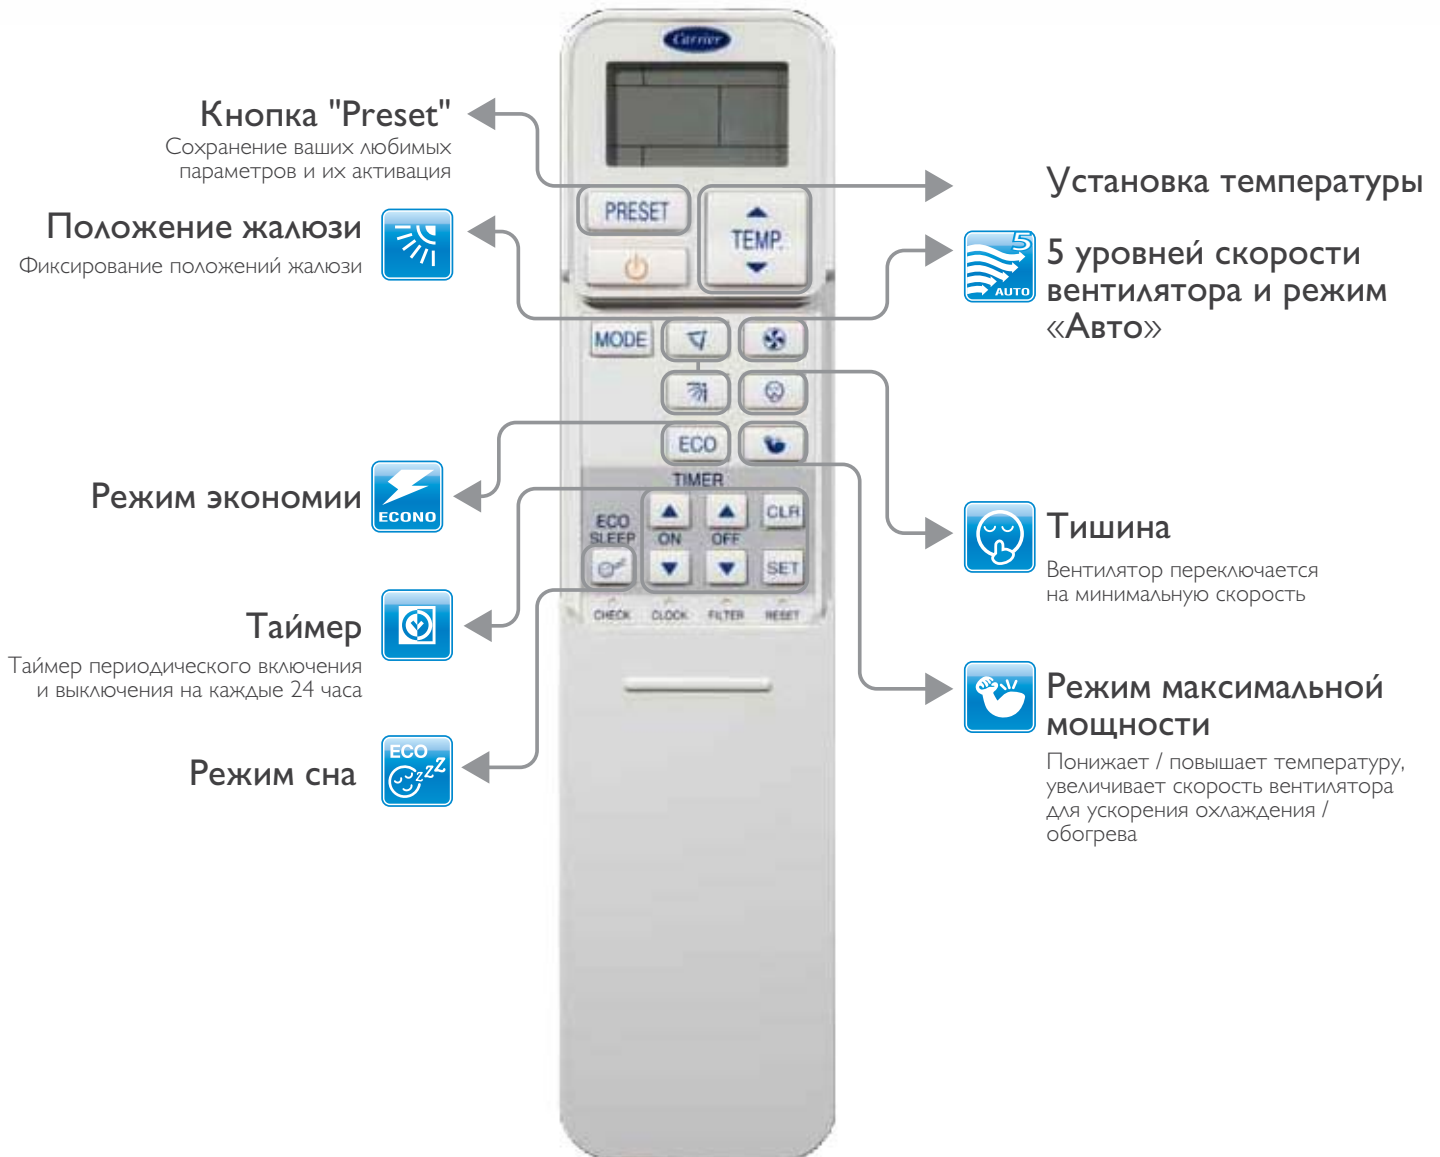 Carrier
Кнопка "Preset"
Сохранение ваших любимых
параметров и их активация
Положение жалюзи
Фиксирование положений жалюзи
Режим экономии
ECONO
Таймер
Таймер периодического включения
и выключения на каждые 24 часа
Режим сна
ECO
zzz
PRESET
TEMP.
MODE
ECO
TIMER
ECO
SLEEP
ON
OFF
CLR
SET
CHECK CLOCK FILTER RESET
Установка температуры
5
AUTO
5 уровней скорости
вентилятора и режим
«Авто»
Тишина
Вентилятор переключается
на минимальную скорость
Режим максимальной
мощности
Понижает / повышает температуру,
увеличивает скорость вентилятора
для ускорения охлаждения /
обогрева